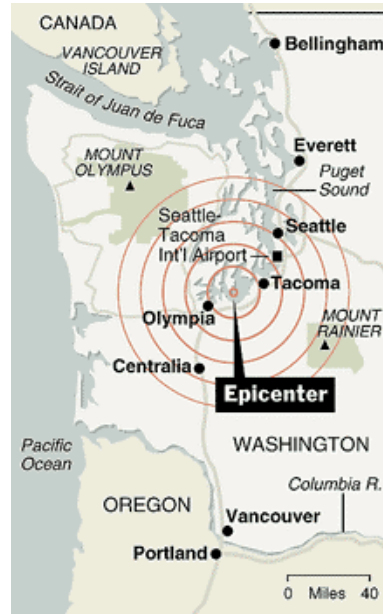 CANADA
VANCOUVER
ISLAND
Bellingham
Strait of Juan de Fuca
Everett
MOUNT
OLYMPUS
Puget
Sound
Seattle-
Tacoma
Int'l Airport
Seattle
Tacoma
Olympia
MOUNT
RAINIER
Centralia
Epicenter
Pacific
Ocean
WASHINGTON
Columbia R.
OREGON
Vancouver
Portland
0 Miles 40